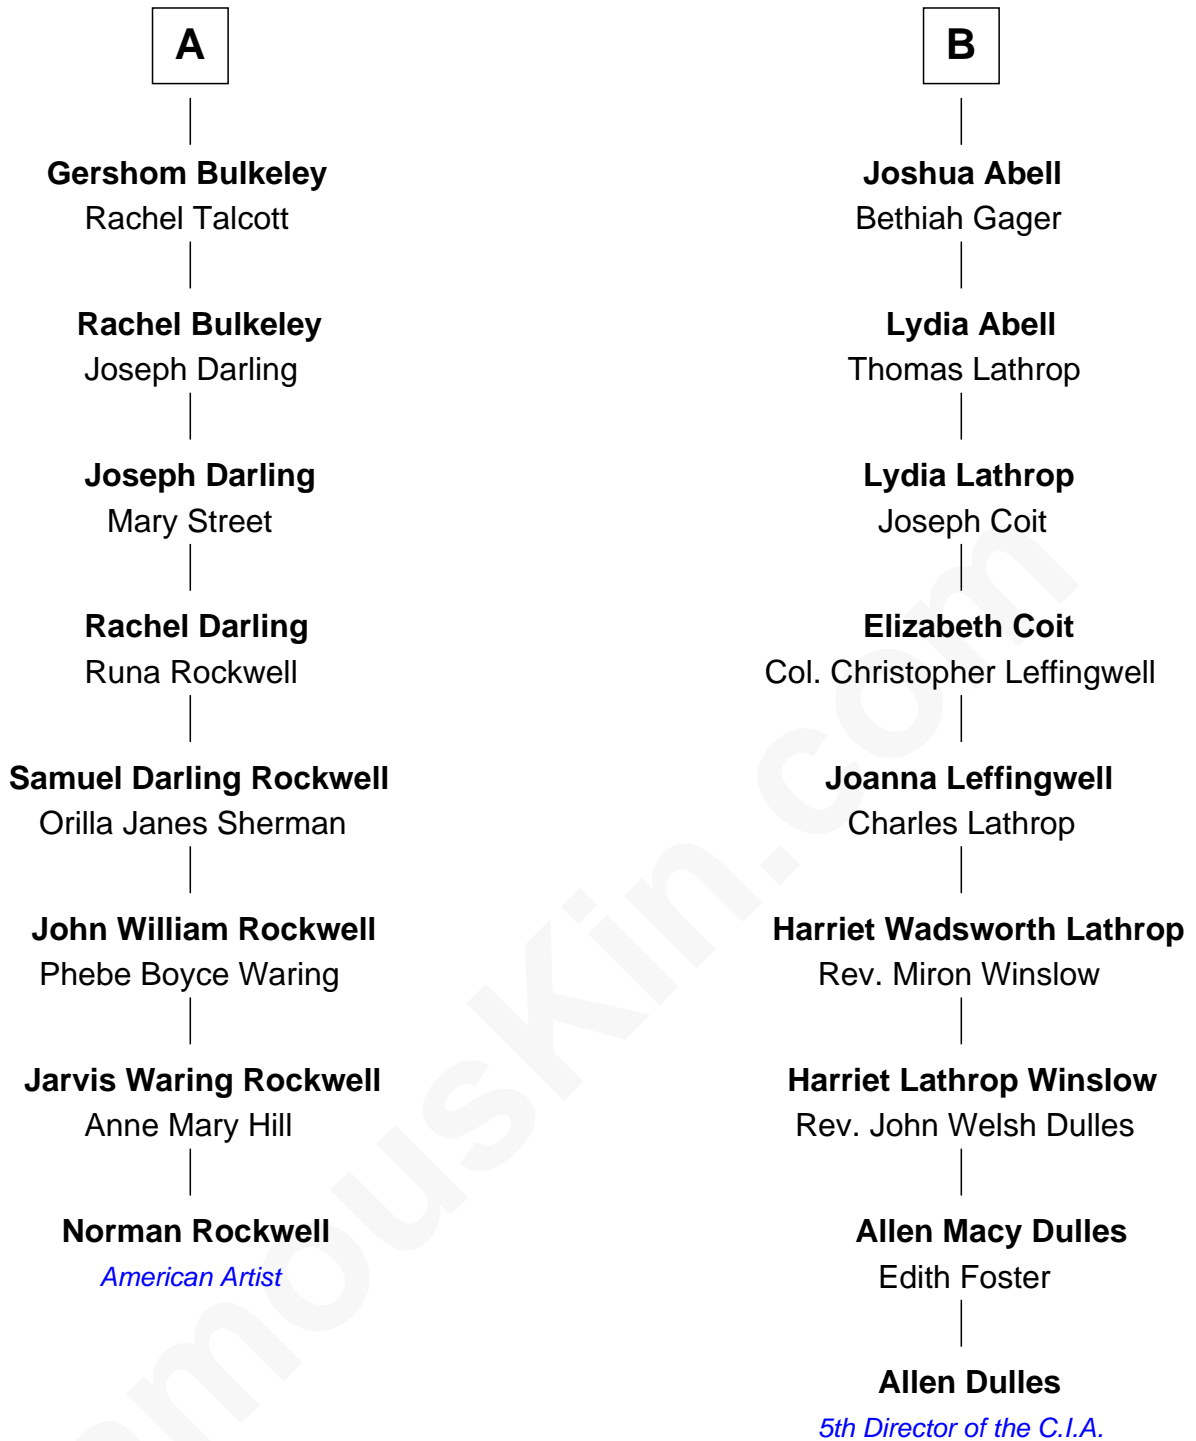 A
Gershom Bulkeley
Rachel Talcott
Rachel Bulkeley
Joseph Darling
Joseph Darling
Mary Street
Rachel Darling
Runa Rockwell
Samuel Darling Rockwell
Orilla Janes Sherman
John William Rockwell
Phebe Boyce Waring
Jarvis Waring Rockwell
Anne Mary Hill
Norman Rockwell
American Artist
B
Joshua Abell
Bethiah Gager
Lydia Abell
Thomas Lathrop
Lydia Lathrop
Joseph Coit
Elizabeth Coit
Col. Christopher Leffingwell
Joanna Leffingwell
Charles Lathrop
Harriet Wadsworth Lathrop
Rev. Miron Winslow
Harriet Lathrop Winslow
Rev. John Welsh Dulles
Allen Macy Dulles
Edith Foster
Allen Dulles
5th Director of the C.I.A.
amousKin.com